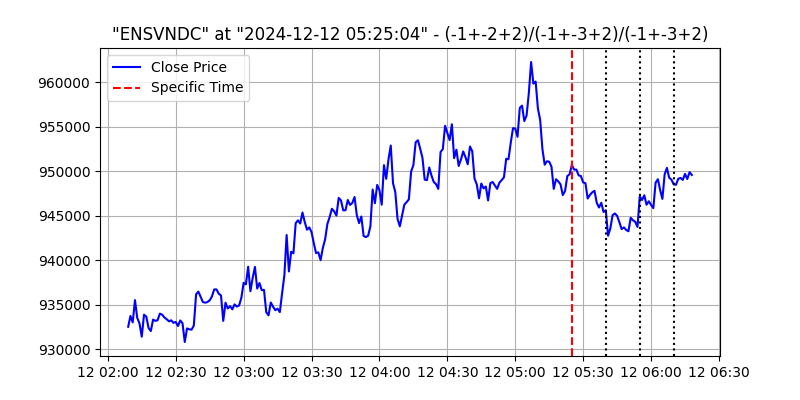 "ENSVNDC" at "2024-12-12 05:25:04" - (-1+-2+2)/(-1+-3+2)/(-1+-3+2)
Close Price
Specific Time
960000
955000
950000
945000
940000
935000
930000
12 02:00 12 02:30 12 03:00 12 03:30 12 04:00 12 04:30 12 05:00 12 05:30 12 06:00 12 06:30